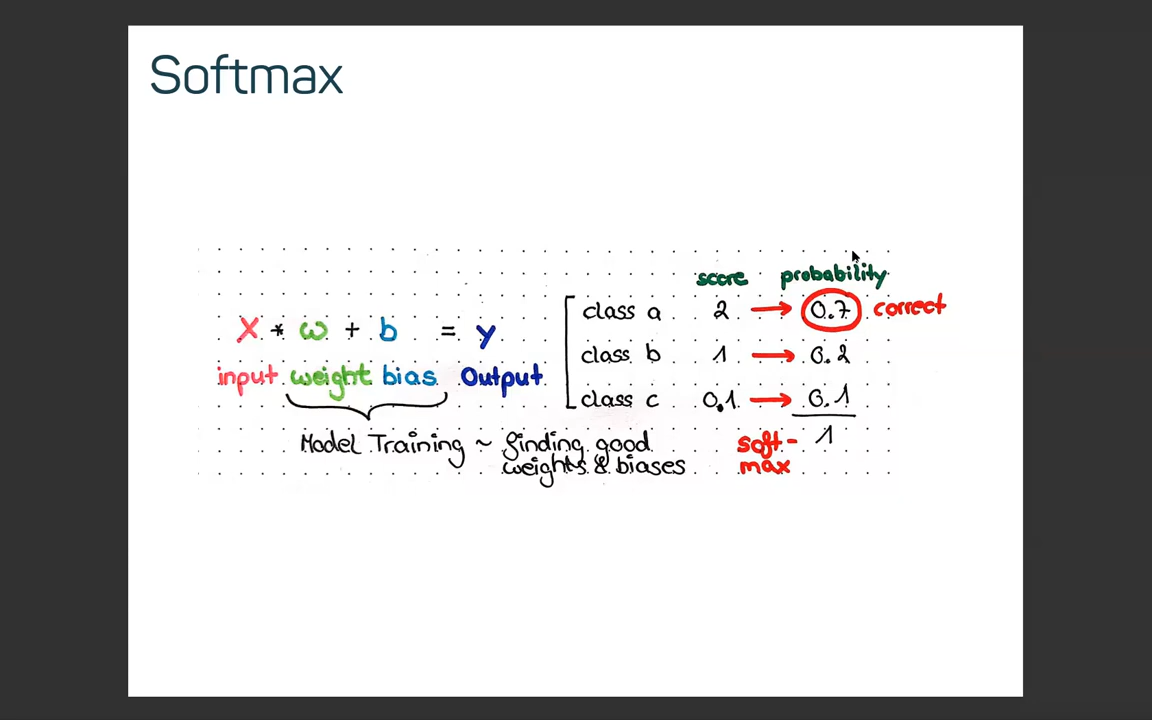 Softmax
score probability
class a 2 → 0.7 correct
x * w + b = y
class b 1 → 0.2
input weight bias Output
class c 0.1 → 0.1
Model Training ~ finding good
weights & biases
soft- 1
max